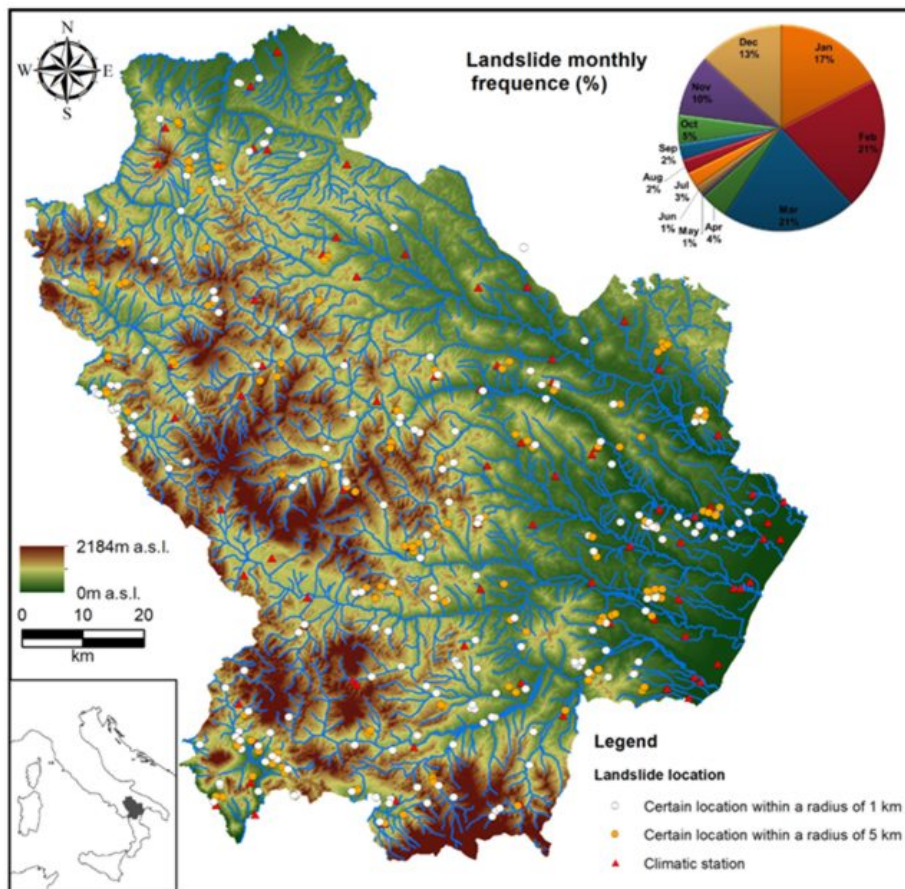 N
W E
S
Landslide monthly
frequence (%)
Dec
13%
Jan
17%
Nov
10%
Feb
21%
Oct
5%
Sep
2%
Aug
2%
Jul
3%
Jun
1%
May
1%
Apr
4%
Mar
21%
2184m a.s.l.
0m a.s.l.
0 10 20
km
Legend
Landslide location
Certain location within a radius of 1 km
Certain location within a radius of 5 km
Climatic station